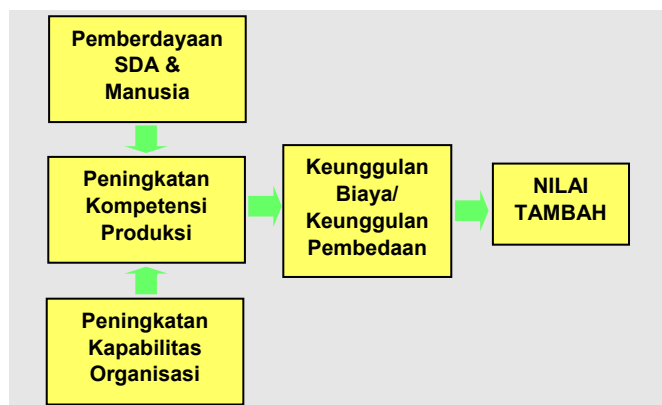 Pemberdayaan
SDA &
Manusia
Peningkatan
Kompetensi
Produksi
Keunggulan
Biaya/
Keunggulan
Pembedaan
NILAI
TAMBAH
Peningkatan
Kapabilitas
Organisasi